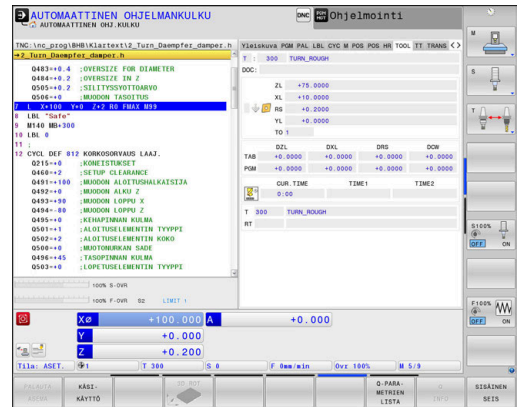 AUTOMAATTINEN OHJELMANKULKU
AUTOMAATTINEN OHJ.KULKU
DNC
Ohjelmointi
TNC:\nc_prog\BHB\Klartext\2_Turn_Daempfer_damper.h
→2_Turn_Daempfer_damper.h
Q483=+0.4 ;OVERSIZE FOR DIAMETER
Q484=+0.2 ;OVERSIZE IN Z
Q505=+0.2 ;SILITYSSYOTTOARVO
Q506=+0 ;MUODON TASOITUS
7 L X+100 Y+0 Z+2 R0 FMAX M99
8 LBL "Safe"
9 M140 MB+300
10 LBL 0
11 ;
12 CYCL DEF 812 KORKOSORVAUS LAAJ.
Q215=+0 ;KONEISTUKSET
Q460=+2 ;SETUP CLEARANCE
Q491=+100 ;MUODON ALOITUSHALKAISIJA
Q492=+0 ;MUODON ALKU Z
Q493=+90 ;MUODON LOPPU X
Q494=-80 ;MUODON LOPPU Z
Q495=+0 ;KEHAPINNAN KULMA
Q501=+1 ;ALOITUSELEMENTIN TYYPPI
Q502=+2 ;ALOITUSELEMENTIN KOKO
Q500=+0 ;MUOTONURKAN SADE
Q496=+45 ;TASOPINNAN KULMA
Q503=+0 ;LOPETUSELEMENTIN TYYPPI
Yleiskuva PGM PAL LBL CYC M POS POS HR TOOL TT TRANS
T : 300 TURN_ROUGH
DOC:
ZL +75.0000
XL +10.0000
RS +0.2000
YL +0.0000
TO 1
DZL DXL DRS DCW
TAB +0.0000 +0.0000 +0.0000 +0.0000
PGM +0.0000 +0.0000 +0.0000 +0.0000
CUR.TIME TIME1 TIME2
0:00
T 300 TURN_ROUGH
RT
100% S-OVR
100% F-OVR S2 LIMIT 1
X⌀ +100.000 A +0.000
Y +0.000
Z +0.200
Tila: ASET. 1 T 300 S 0 F 0mm/min Ovr 100% M 5/9
M
S
T
S100%
OFF ON
F100%
OFF ON
PALAUTA
ASEMA
KÄSI-
KÄYTTÖ
3D ROT
Q-PARA-
METRIEN
LISTA
Q
INFO
SISÄINEN
SEIS